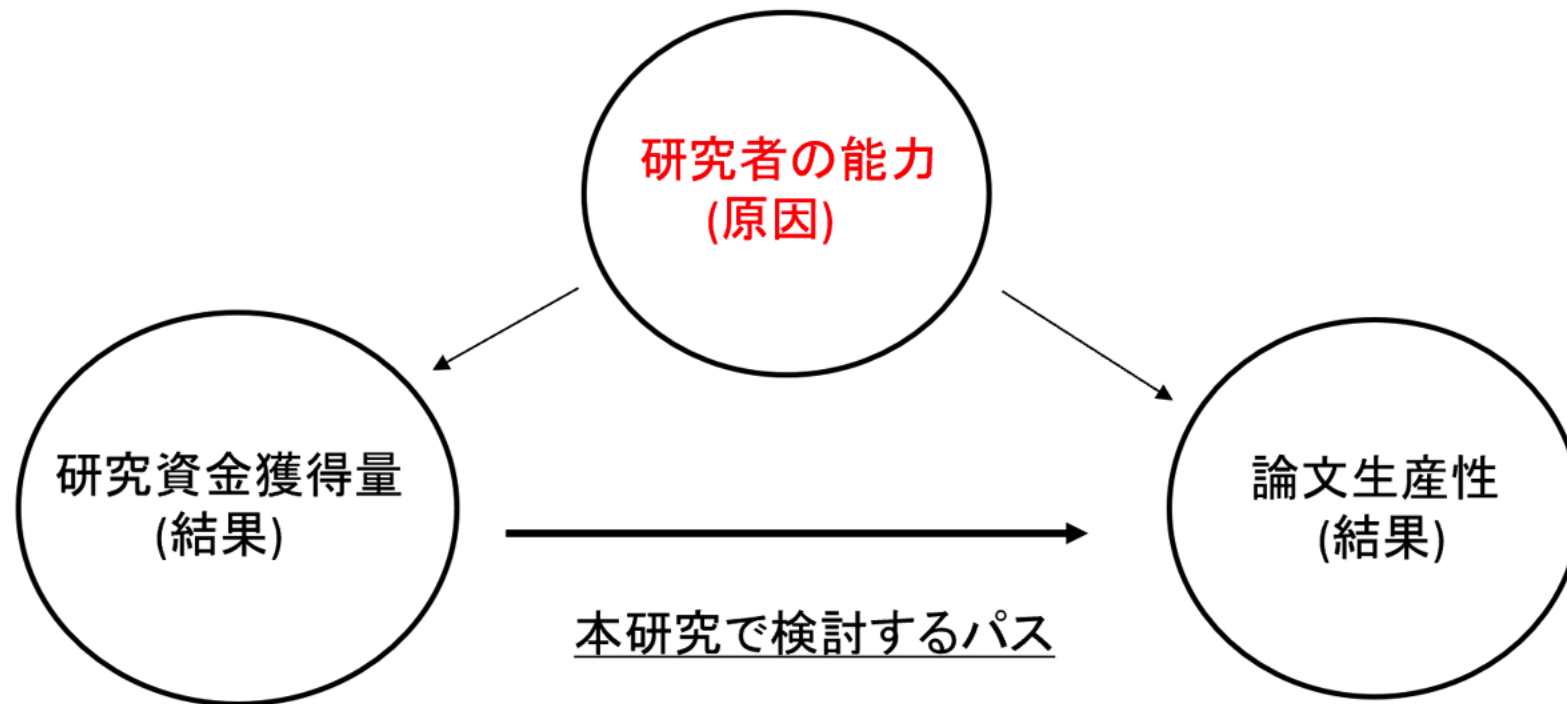 研究者の能力
(原因)
研究資金獲得量
(結果)
論文生産性
(結果)
本研究で検討するパス